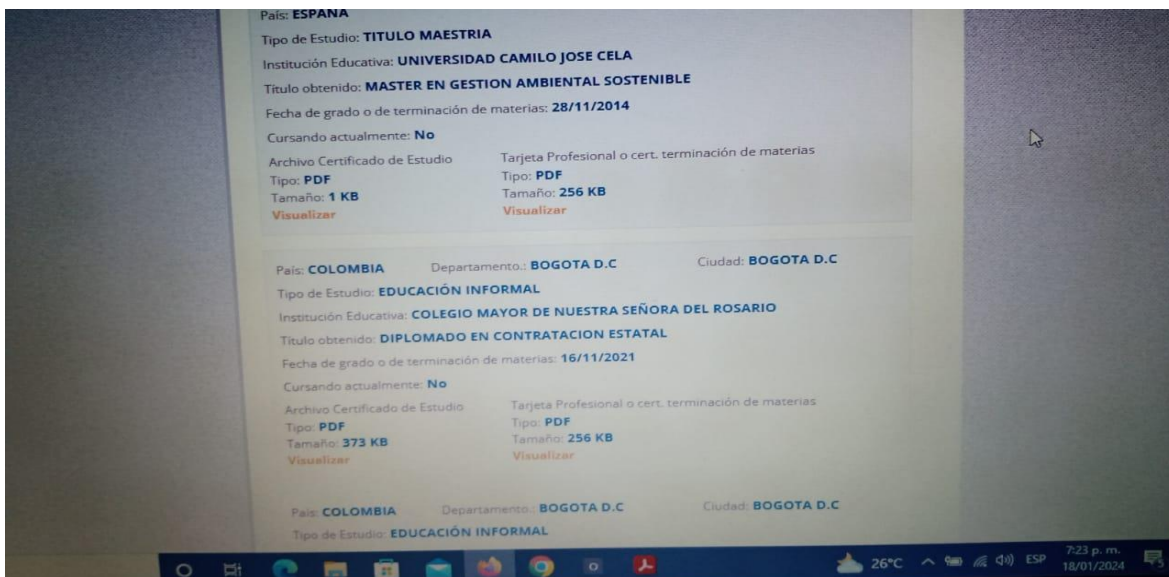 País: ESPAÑA
Tipo de Estudio: TITULO MAESTRIA
Institución Educativa: UNIVERSIDAD CAMILO JOSE CELA
Título obtenido: MASTER EN GESTION AMBIENTAL SOSTENIBLE
Fecha de grado o de terminación de materias: 28/11/2014
Cursando actualmente: No
Archivo Certificado de Estudio Tarjeta Profesional o cert. terminación de materias
Tipo: PDF Tipo: PDF
Tamaño: 1 KB Tamaño: 256 KB
Visualizar Visualizar
País: COLOMBIA Departamento.: BOGOTA D.C Ciudad: BOGOTA D.C
Tipo de Estudio: EDUCACIÓN INFORMAL
Institución Educativa: COLEGIO MAYOR DE NUESTRA SEÑORA DEL ROSARIO
Título obtenido: DIPLOMADO EN CONTRATACION ESTATAL
Fecha de grado o de terminación de materias: 16/11/2021
Cursando actualmente: No
Archivo Certificado de Estudio Tarjeta Profesional o cert. terminación de materias
Tipo: PDF Tipo: PDF
Tamaño: 373 KB Tamaño: 256 KB
Visualizar Visualizar
País: COLOMBIA Departamento.: BOGOTA D.C Ciudad: BOGOTA D.C
Tipo de Estudio: EDUCACIÓN INFORMAL
26°C ESP 7:23 p. m.
18/01/2024